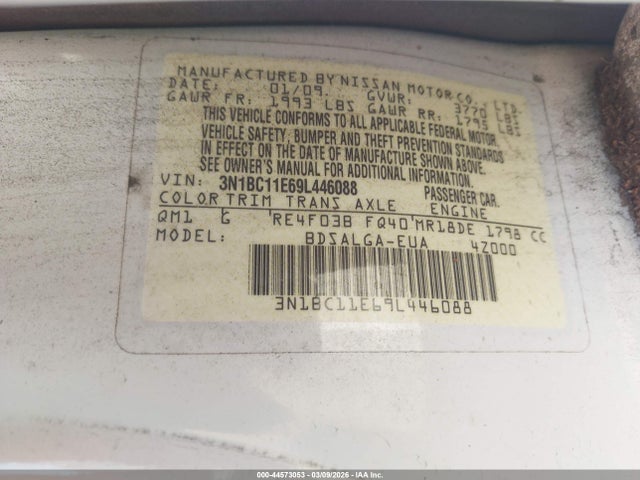 MANUFACTURED BY NISSAN MOTOR CO., LTD.
DATE: 01/09. GVWR: 3770 LBS
GAWR FR: 1993 LBS GAWR RR: 1795 LBS
THIS VEHICLE CONFORMS TO ALL APPLICABLE FEDERAL MOTOR
VEHICLE SAFETY, BUMPER AND THEFT PREVENTION STANDARDS
IN EFFECT ON THE DATE OF MANUFACTURE SHOWN ABOVE.
SEE OWNER'S MANUAL FOR ADDITIONAL INFORMATION.
VIN: 3N1BC11E69L446088 PASSENGER CAR.
COLOR TRIM TRANS AXLE ENGINE
QM1 G RE4F03B FQ40 MR18DE 1798 CC
MODEL: BDSALGA-EUA 4Z000
3N1BC11E69L446088
000-44573053 | 03/09/2026 | IAA Inc.